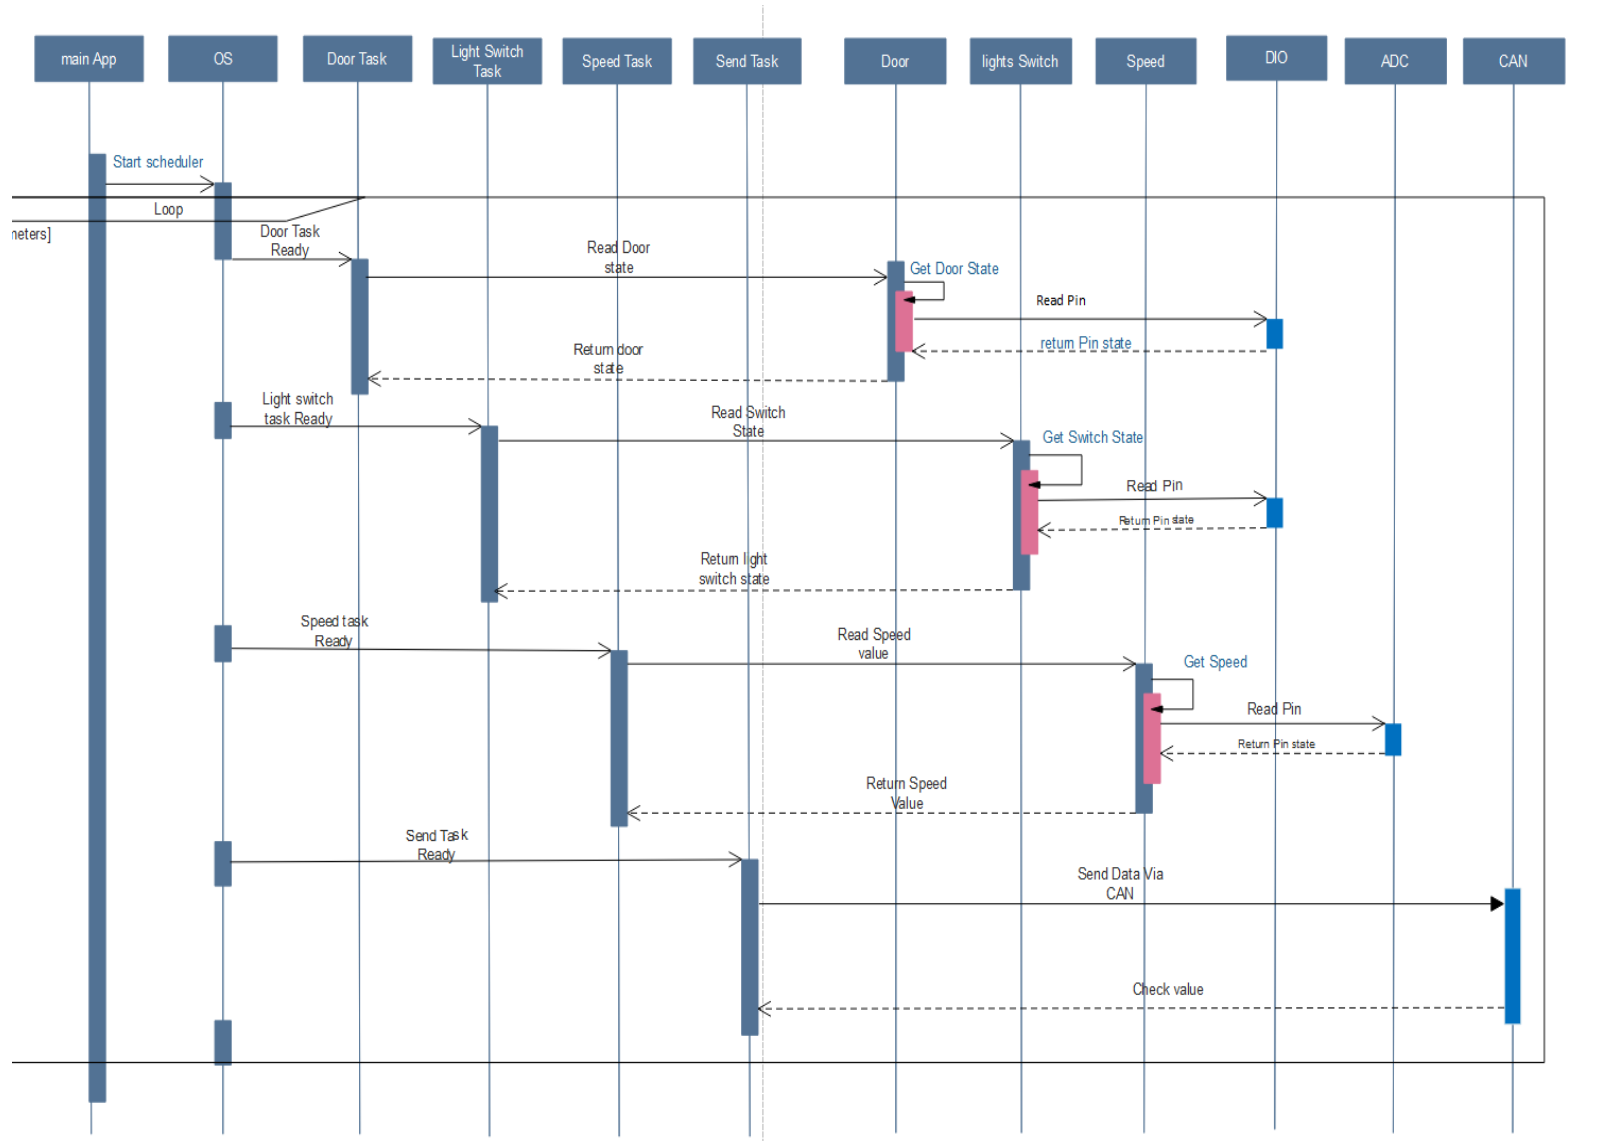 main App
OS
Door Task
Light Switch
Task
Speed Task
Send Task
Door
lights Switch
Speed
DIO
ADC
CAN
Start scheduler
Loop
neters]
Door Task
Ready
Read Door
state
Get Door State
Read Pin
return Pin state
Return door
state
Light switch
task Ready
Read Switch
State
Get Switch State
Read Pin
Return Pin state
Return light
switch state
Speed task
Ready
Read Speed
value
Get Speed
Read Pin
Return Pin state
Return Speed
Value
Send Task
Ready
Send Data Via
CAN
Check value